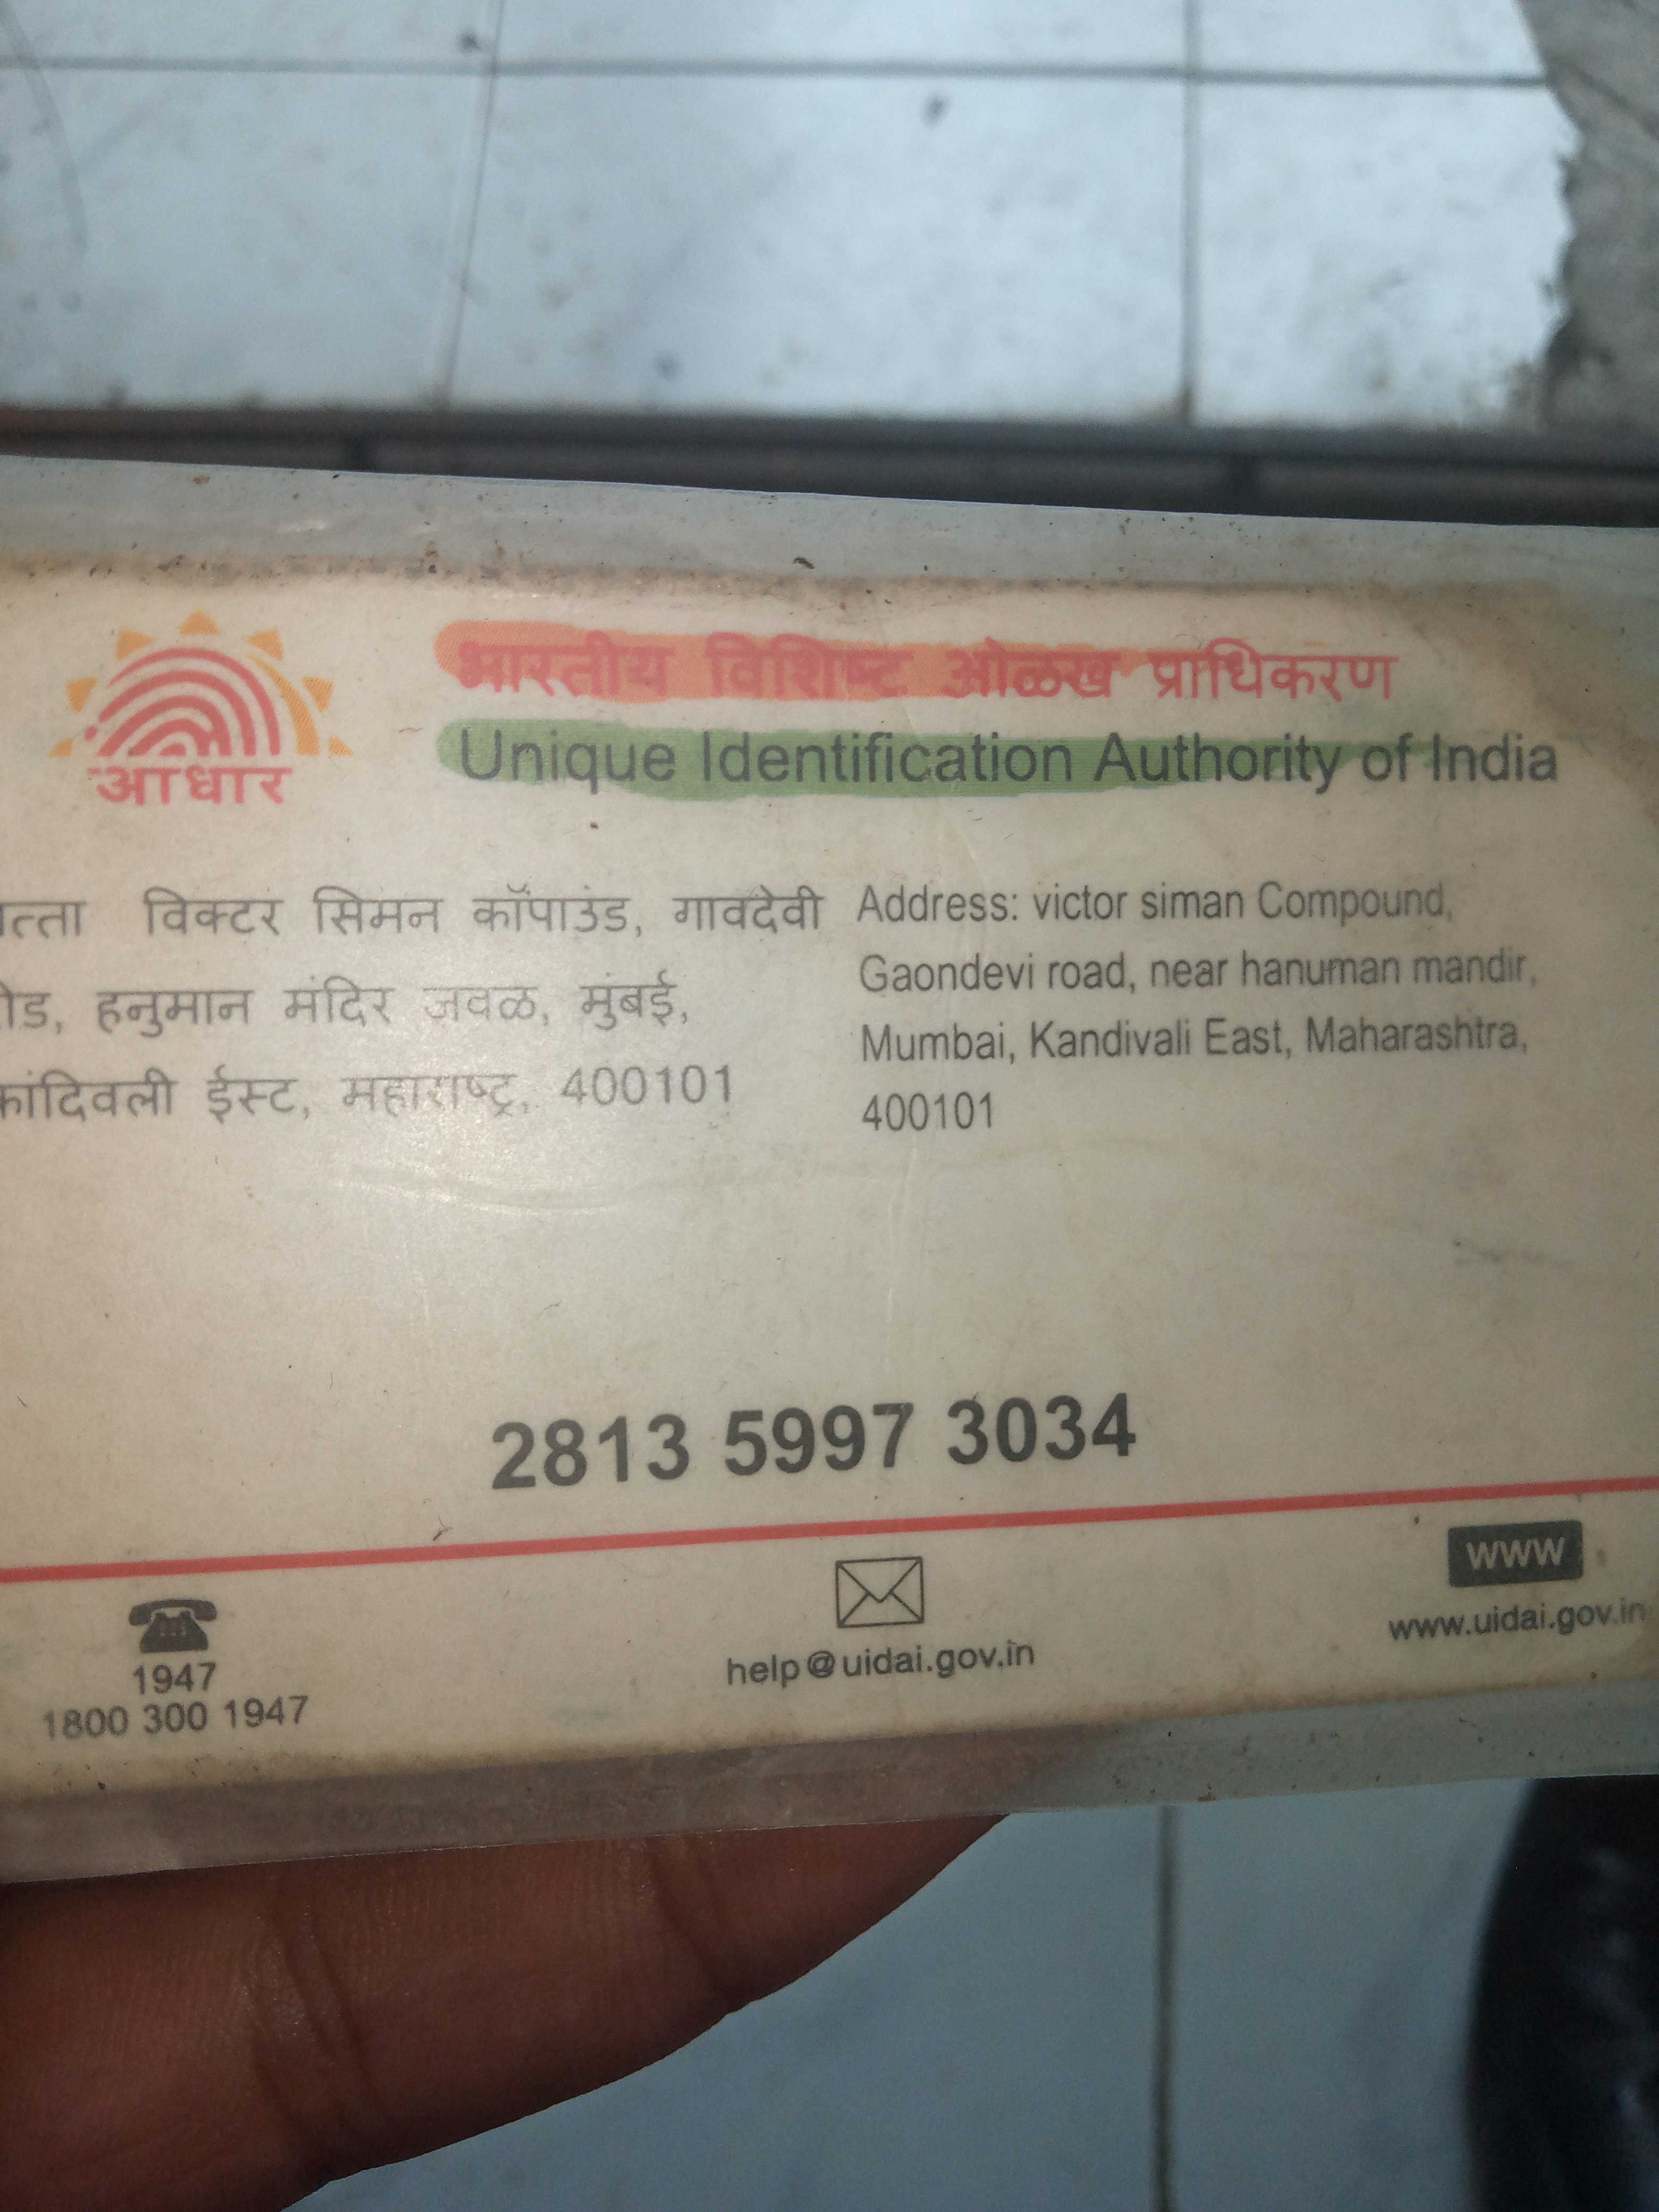 आधार
भारतीय विशिष्ट ओळख प्राधिकरण
Unique Identification Authority of India
विक्टर सिमन कॉंपाउंड, गावदेवी
हनुमान मंदिर जवळ, मुंबई,
कांदिवली ईस्ट, महाराष्ट्र, 400101
Address: victor siman Compound,
Gaondevi road, near hanuman mandir,
Mumbai, Kandivali East, Maharashtra,
400101
2813 5997 3034
1947
1800 300 1947
help@uidai.gov.in
WWW
www.uidai.gov.in